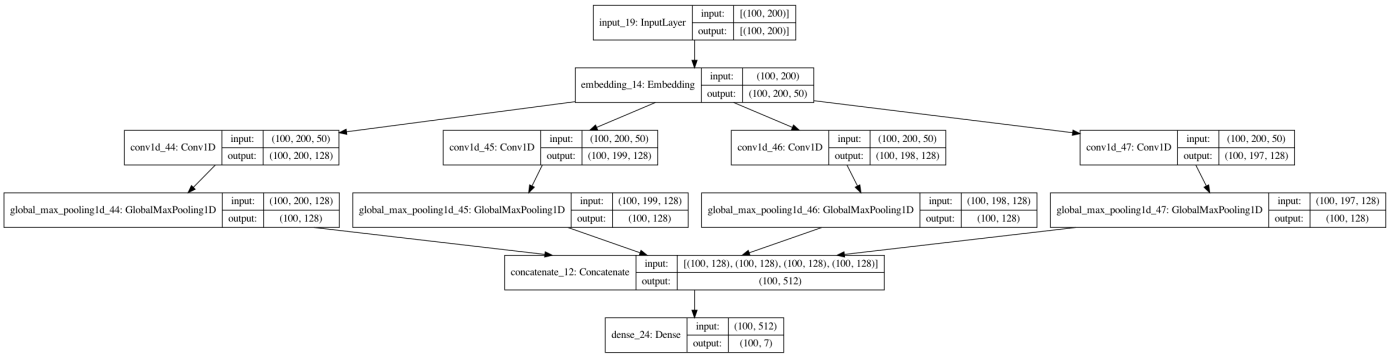 input_19: InputLayer
input: [(100, 200)]
output: [(100, 200)]
embedding_14: Embedding
input: (100, 200)
output: (100, 200, 50)
conv1d_44: Conv1D
input: (100, 200, 50)
output: (100, 200, 128)
conv1d_45: Conv1D
input: (100, 200, 50)
output: (100, 199, 128)
conv1d_46: Conv1D
input: (100, 200, 50)
output: (100, 198, 128)
conv1d_47: Conv1D
input: (100, 200, 50)
output: (100, 197, 128)
global_max_pooling1d_44: GlobalMaxPooling1D
input: (100, 200, 128)
output: (100, 128)
global_max_pooling1d_45: GlobalMaxPooling1D
input: (100, 199, 128)
output: (100, 128)
global_max_pooling1d_46: GlobalMaxPooling1D
input: (100, 198, 128)
output: (100, 128)
global_max_pooling1d_47: GlobalMaxPooling1D
input: (100, 197, 128)
output: (100, 128)
concatenate_12: Concatenate
input: [(100, 128), (100, 128), (100, 128), (100, 128)]
output: (100, 512)
dense_24: Dense
input: (100, 512)
output: (100, 7)